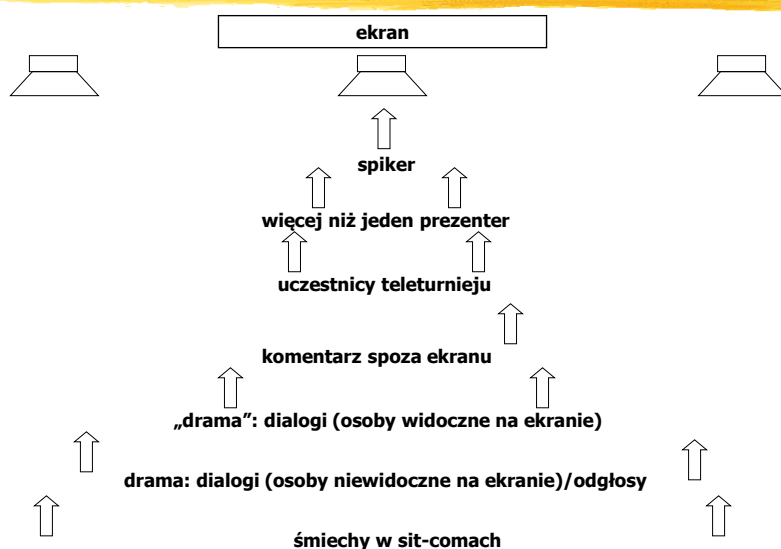 ekran
spiker
więcej niż jeden prezenter
uczestnicy teleturnieju
komentarz spoza ekranu
„drama”: dialogi (osoby widoczne na ekranie)
drama: dialogi (osoby niewidoczne na ekranie)/odgłosy
śmiechy w sit-comach